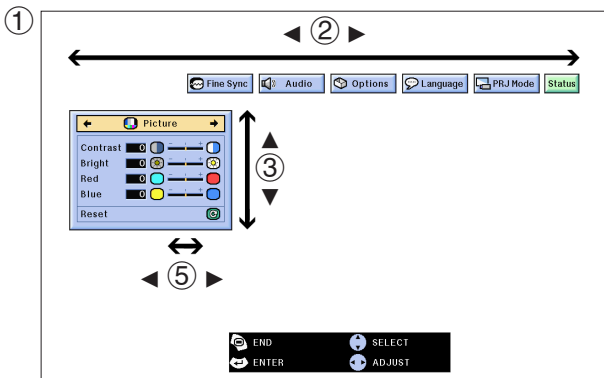 ①
◀ ② ▶
Fine Sync Audio Options Language PRJ Mode Status
← Picture →
Contrast 0 - +
Bright 0 - +
Red 0 - +
Blue 0 - +
Reset
▲
③
▼
◀ ⑤ ▶
END SELECT
ENTER ADJUST